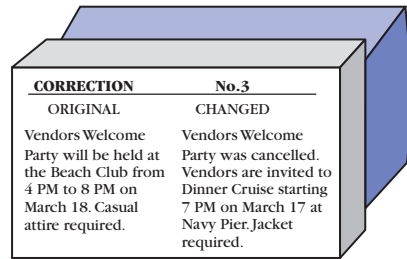 CORRECTION No.3
ORIGINAL CHANGED
Vendors Welcome
Party will be held at
the Beach Club from
4 PM to 8 PM on
March 18. Casual
attire required.
Vendors Welcome
Party was cancelled.
Vendors are invited to
Dinner Cruise starting
7 PM on March 17 at
Navy Pier. Jacket
required.